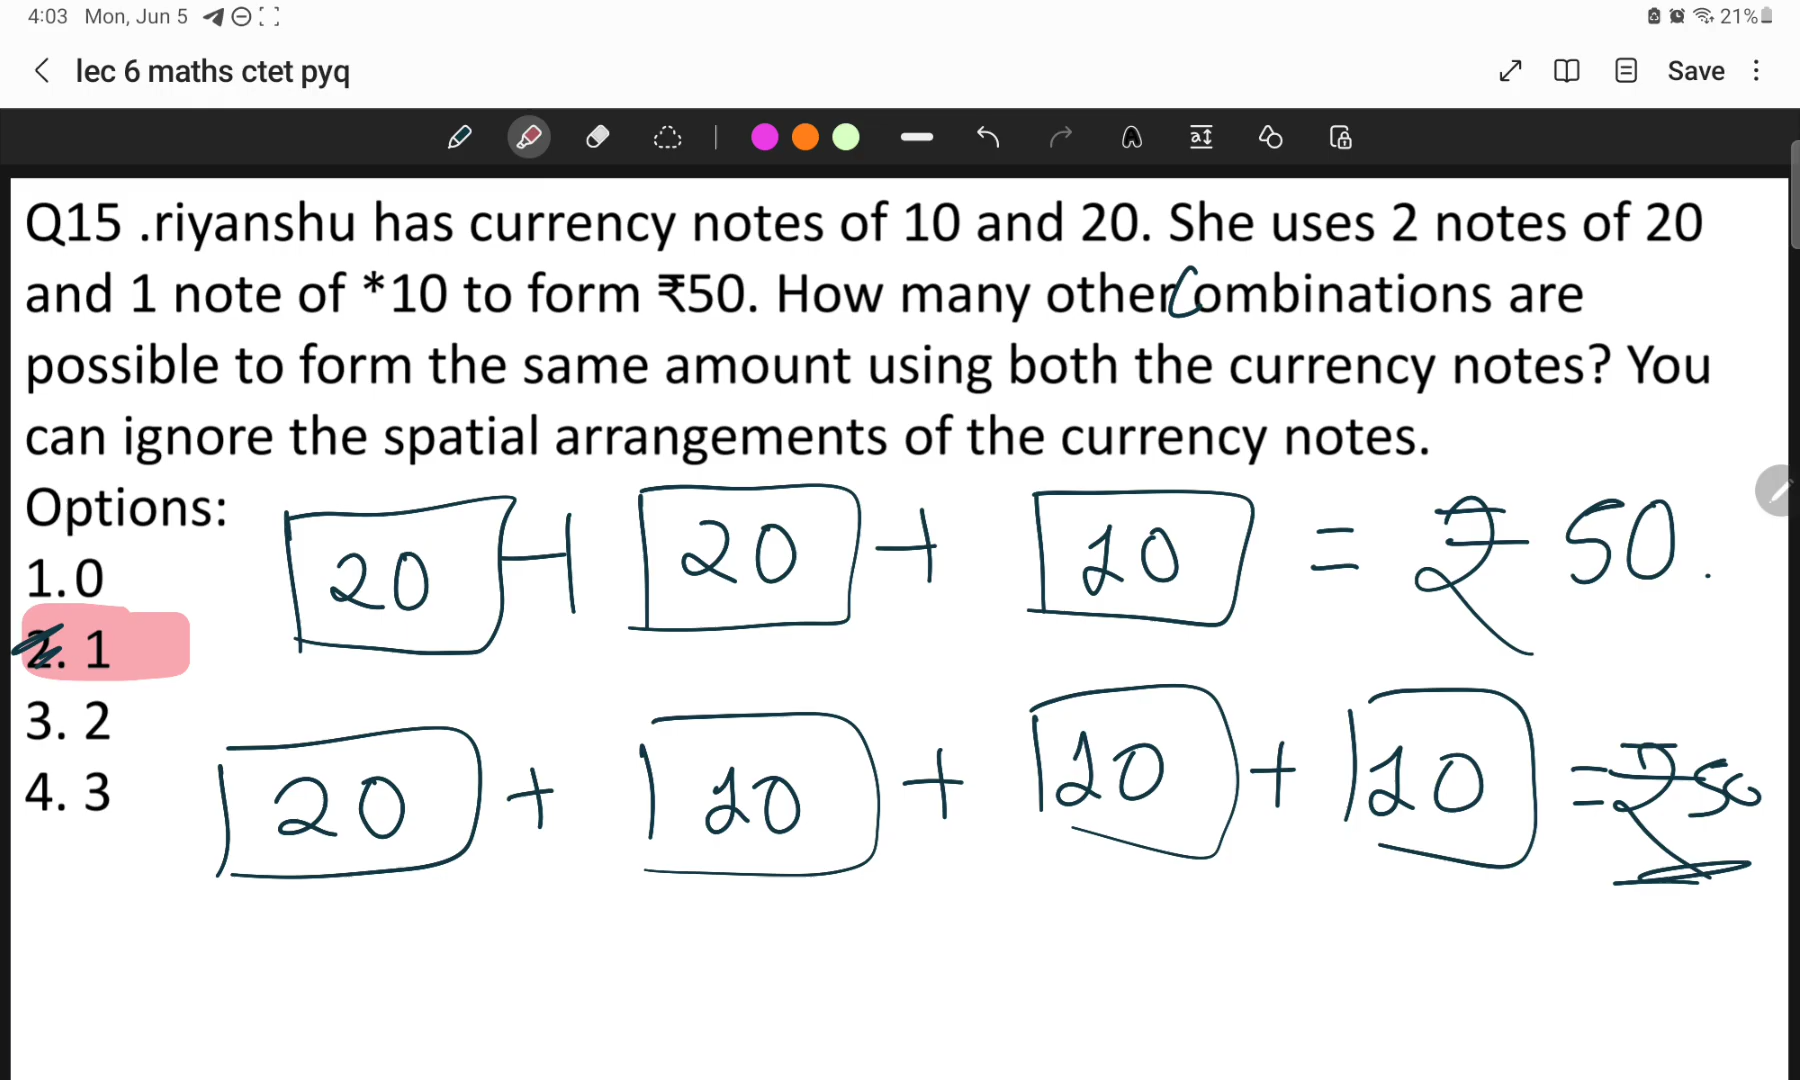 4:03 Mon, Jun 5 21%
lec 6 maths ctet pyq Save
Q15 .riyanshu has currency notes of 10 and 20. She uses 2 notes of 20
and 1 note of *10 to form ₹50. How many other Combinations are
possible to form the same amount using both the currency notes? You
can ignore the spatial arrangements of the currency notes.
Options:
1. 0
2. 1
3. 2
4. 3
20 + 20 + 10 = ₹ 50.
20 + 10 + 10 + 10 = ₹50